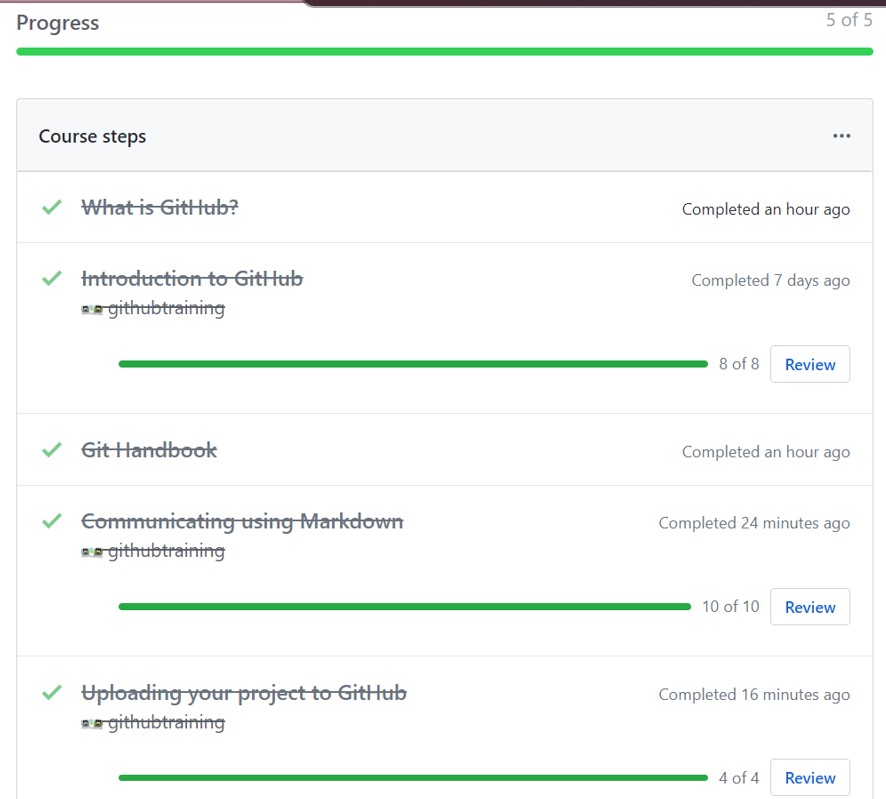 Progress
5 of 5
Course steps
What is GitHub?
Completed an hour ago
Introduction to GitHub
Completed 7 days ago
githubtraining
8 of 8
Review
Git Handbook
Completed an hour ago
Communicating using Markdown
Completed 24 minutes ago
githubtraining
10 of 10
Review
Uploading your project to GitHub
Completed 16 minutes ago
githubtraining
4 of 4
Review